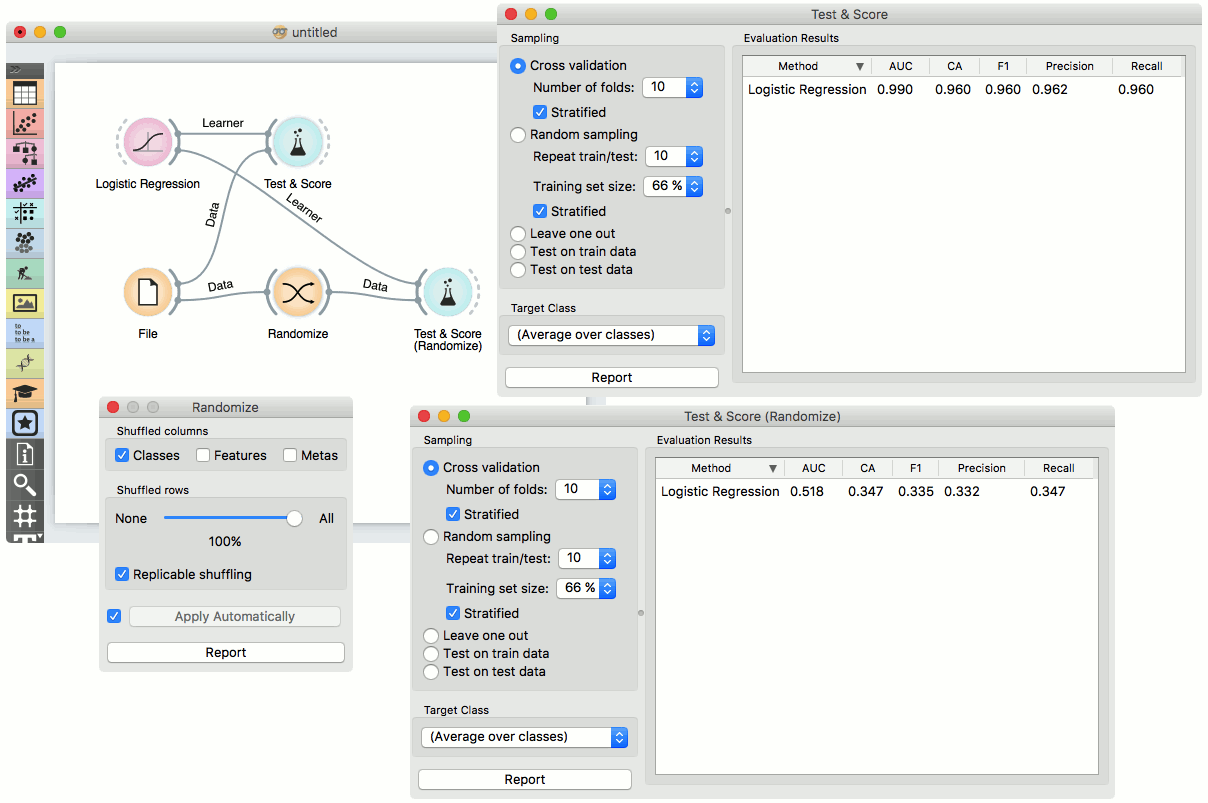 untitled
Learner
Logistic Regression
Test & Score
Data
Learner
Data
Data
File
Randomize
Test & Score
(Randomize)
to
to be
to be a
Test & Score
Sampling
Cross validation
Number of folds: 10
Stratified
Random sampling
Repeat train/test: 10
Training set size: 66 %
Stratified
Leave one out
Test on train data
Test on test data
Target Class
(Average over classes)
Report
Evaluation Results
Method AUC CA F1 Precision Recall
Logistic Regression 0.990 0.960 0.960 0.962 0.960
Randomize
Shuffled columns
Classes Features Metas
Shuffled rows
None All
100%
Replicable shuffling
Apply Automatically
Report
Test & Score (Randomize)
Sampling
Cross validation
Number of folds: 10
Stratified
Random sampling
Repeat train/test: 10
Training set size: 66 %
Stratified
Leave one out
Test on train data
Test on test data
Target Class
(Average over classes)
Report
Evaluation Results
Method AUC CA F1 Precision Recall
Logistic Regression 0.518 0.347 0.335 0.332 0.347